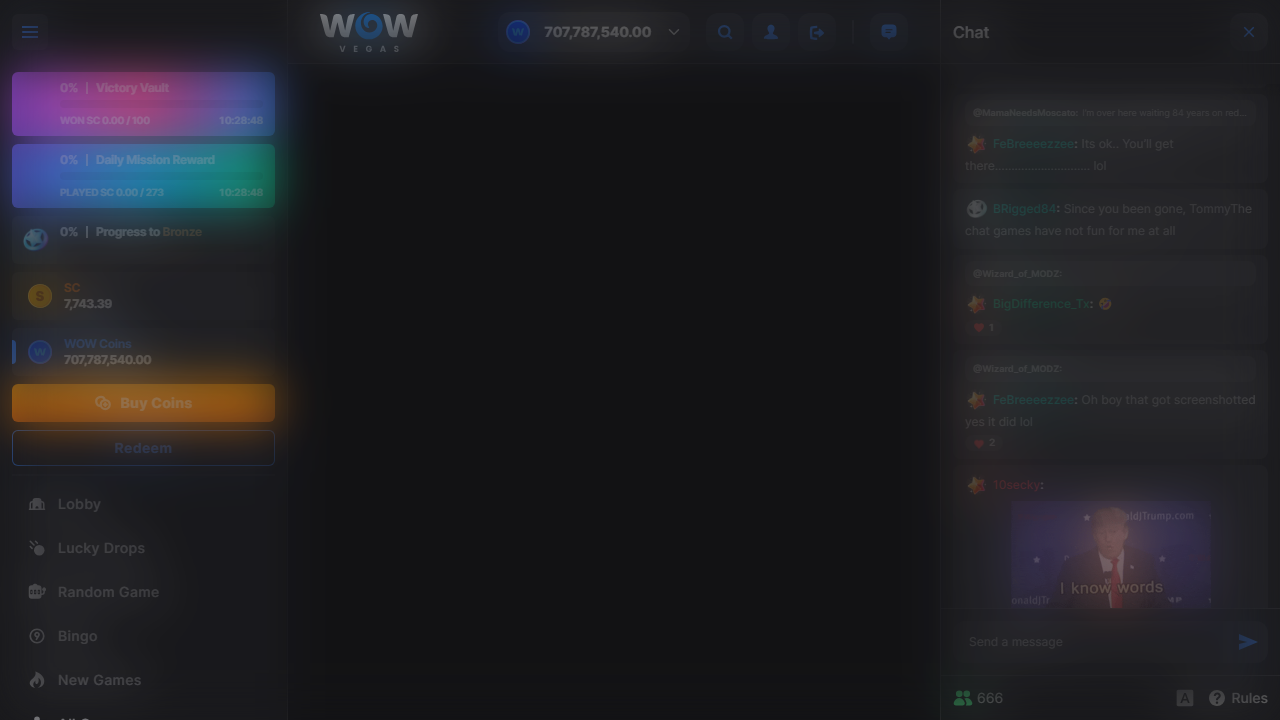 WOW
VEGAS
707,787,540.00
Chat
0% | Victory Vault
WON SC 0.00 / 100
10:28:48
0% | Daily Mission Reward
PLAYED SC 0.00 / 273
10:28:48
0% | Progress to Bronze
SC
7,743.39
WOW Coins
707,787,540.00
Buy Coins
Redeem
Lobby
Lucky Drops
Random Game
Bingo
New Games
@MamaNeedsMoscato: I'm over here waiting 84 years on red...
FeBreeeezzee: Its ok.. You'll get
there............................ lol
BRigged84: Since you been gone, TommyThe
chat games have not fun for me at all
@Wizard_of_MODZ:
BigDifference_Tx: 🤣
1
@Wizard_of_MODZ:
FeBreeeezzee: Oh boy that got screenshotted
yes it did lol
2
10secky:
aldJTrump.com
I know words
onaldJTr
Send a message
666
A
Rules